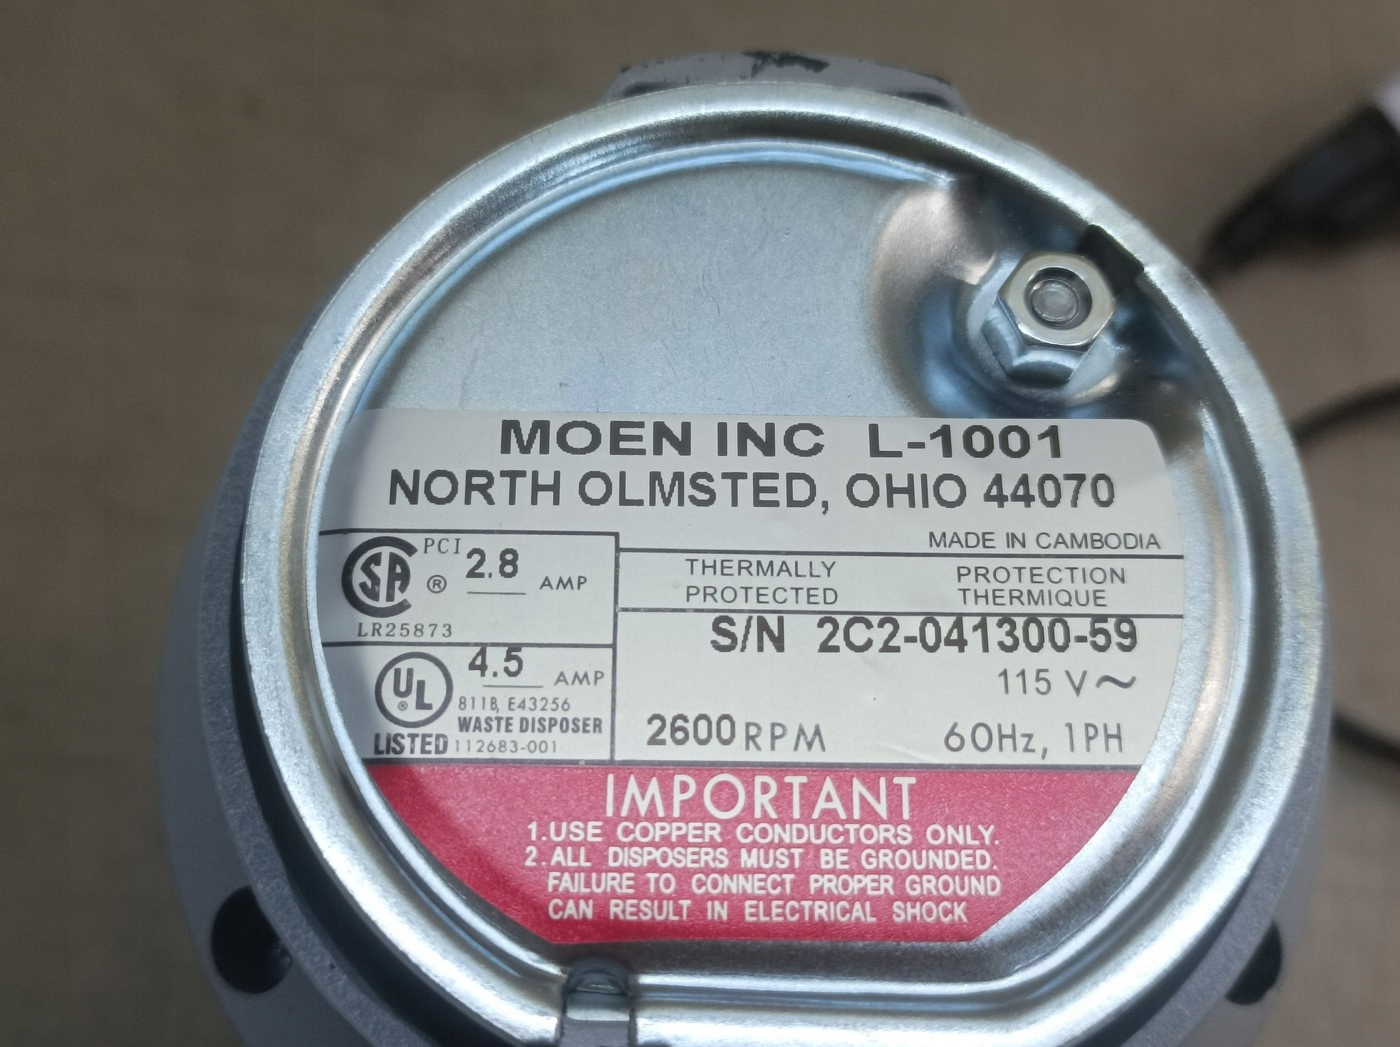 MOEN INC L-1001
NORTH OLMSTED, OHIO 44070
MADE IN CAMBODIA
SA PCI ® 2.8 AMP
LR25873
THERMALLY PROTECTED
PROTECTION THERMIQUE
UL ® 4.5 AMP
811B, E43256
WASTE DISPOSER
LISTED 112683-001
S/N 2C2-041300-59
115 V~
2600 RPM 60Hz, 1PH
IMPORTANT
1.USE COPPER CONDUCTORS ONLY.
2.ALL DISPOSERS MUST BE GROUNDED.
FAILURE TO CONNECT PROPER GROUND
CAN RESULT IN ELECTRICAL SHOCK